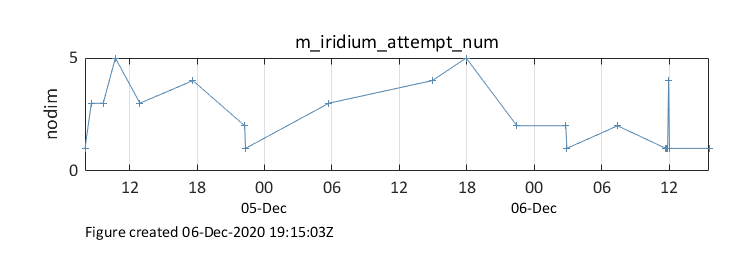 m_iridium_attempt_num
5
nodim
0
12 18 00 06 12 18 00 06 12
05-Dec 06-Dec
Figure created 06-Dec-2020 19:15:03Z